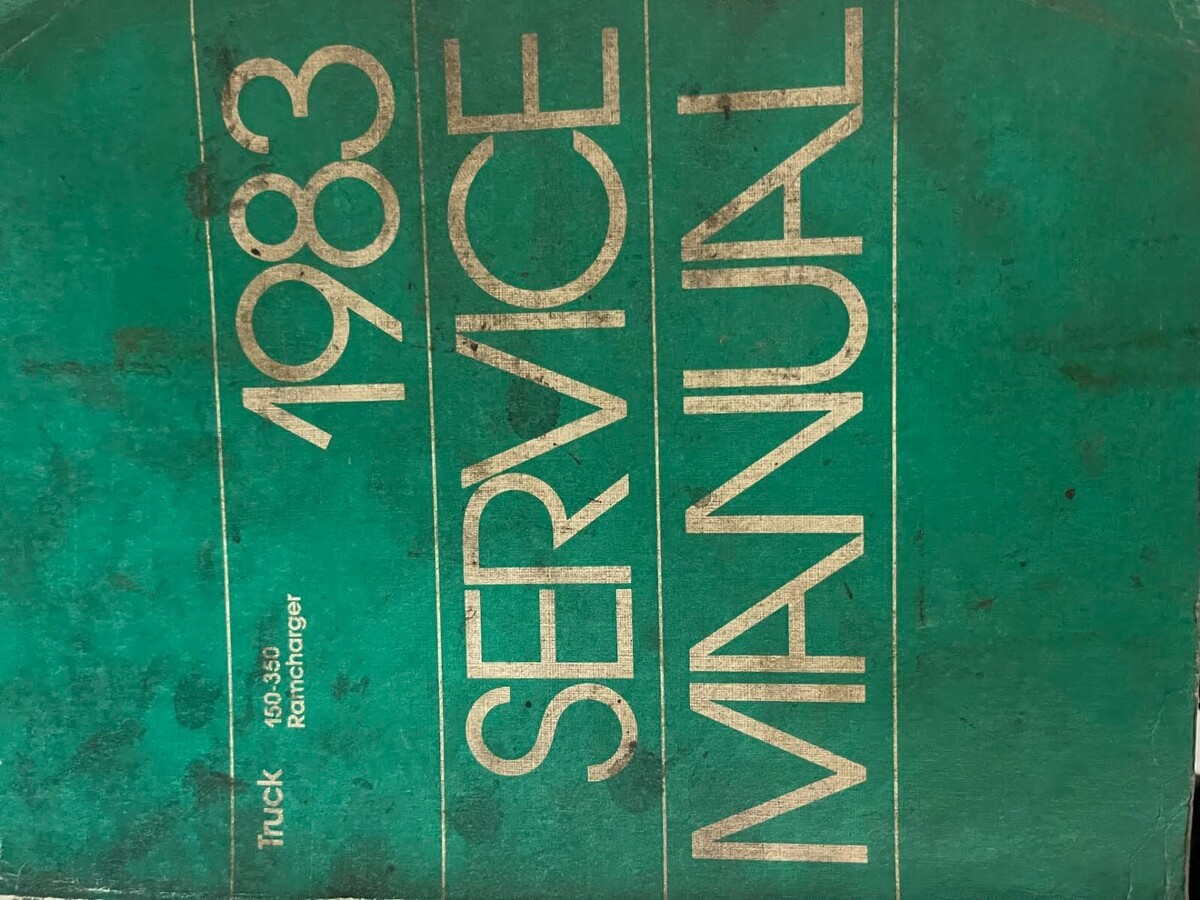 Truck 150-350 1983
Ramcharger
SERVICE
MANUAL